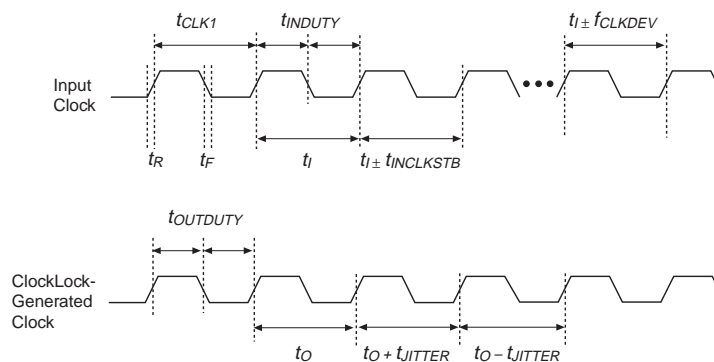 tCLK1 tINDUTY tI ± fCLKDEV
Input
Clock
tR tF tI tI ± tINCLKSTB
tOUTDUTY
ClockLock-
Generated
Clock
tO tO + tJITTER tO – tJITTER